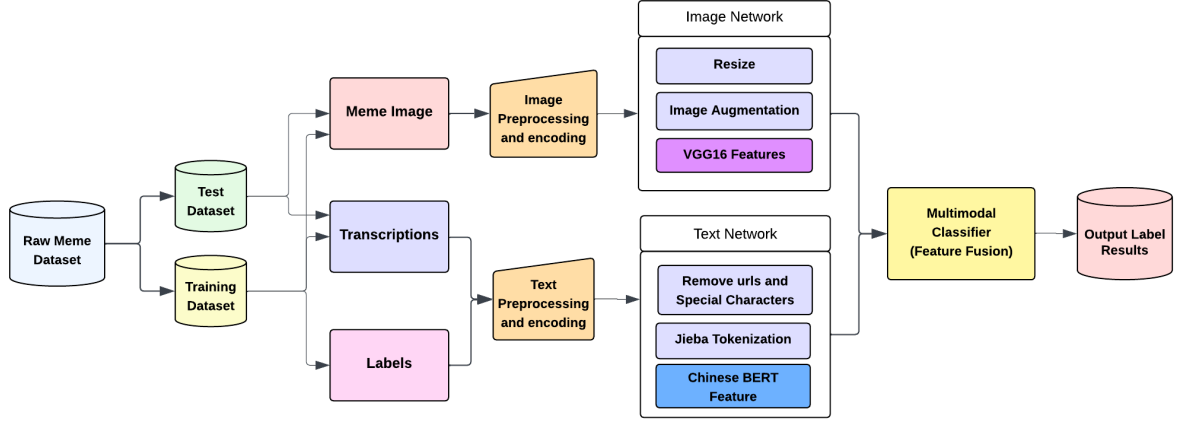 Raw Meme
Dataset
Test
Dataset
Training
Dataset
Meme Image
Transcriptions
Labels
Image
Preprocessing
and encoding
Text
Preprocessing
and encoding
Image Network
Resize
Image Augmentation
VGG16 Features
Text Network
Remove urls and
Special Characters
Jieba Tokenization
Chinese BERT
Feature
Multimodal
Classifier
(Feature Fusion)
Output Label
Results